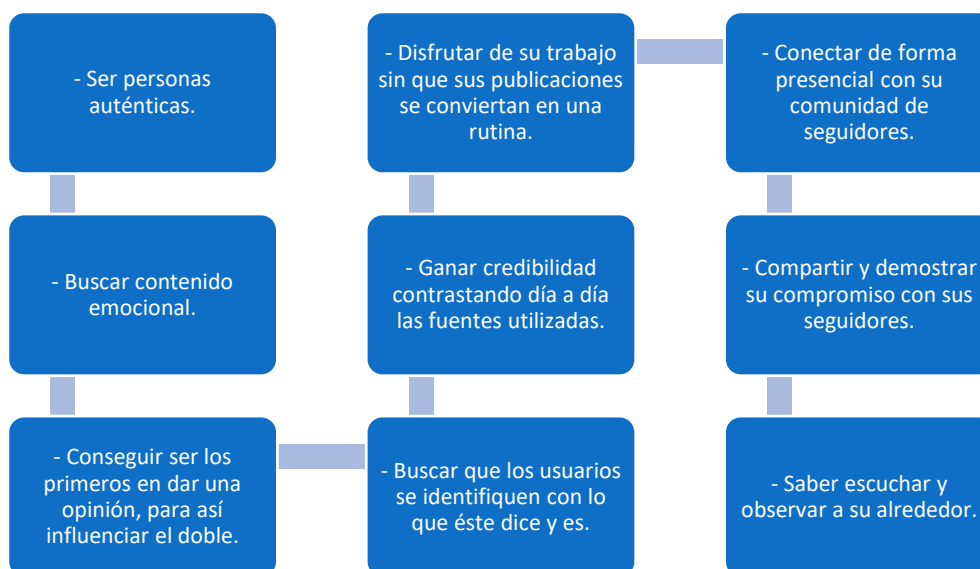 - Ser personas
auténticas.
- Buscar contenido
emocional.
- Conseguir ser los
primeros en dar una
opinión, para así
influenciar el doble.
- Buscar que los usuarios
se identifiquen con lo
que éste dice y es.
- Ganar credibilidad
contrastando día a día
las fuentes utilizadas.
- Disfrutar de su trabajo
sin que sus publicaciones
se conviertan en una
rutina.
- Conectar de forma
presencial con su
comunidad de
seguidores.
- Compartir y demostrar
su compromiso con sus
seguidores.
- Saber escuchar y
observar a su alrededor.